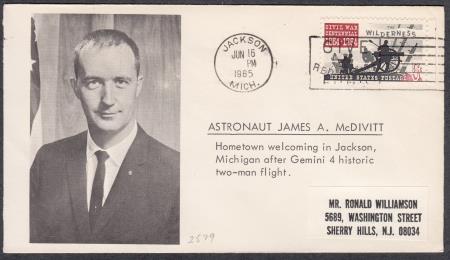 JACKSON
JUN 16
PM
1965
MICH.
CIVIL WAR
CENTENNIAL
1864-1964
WILDERNESS
UNITED STATES POSTAGE
ASTRONAUT JAMES A. McDIVITT
Hometown welcoming in Jackson,
Michigan after Gemini 4 historic
two-man flight.
MR. RONALD WILLIAMSON
5689, WASHINGTON STREET
SHERRY HILLS, N.J. 08034
2579